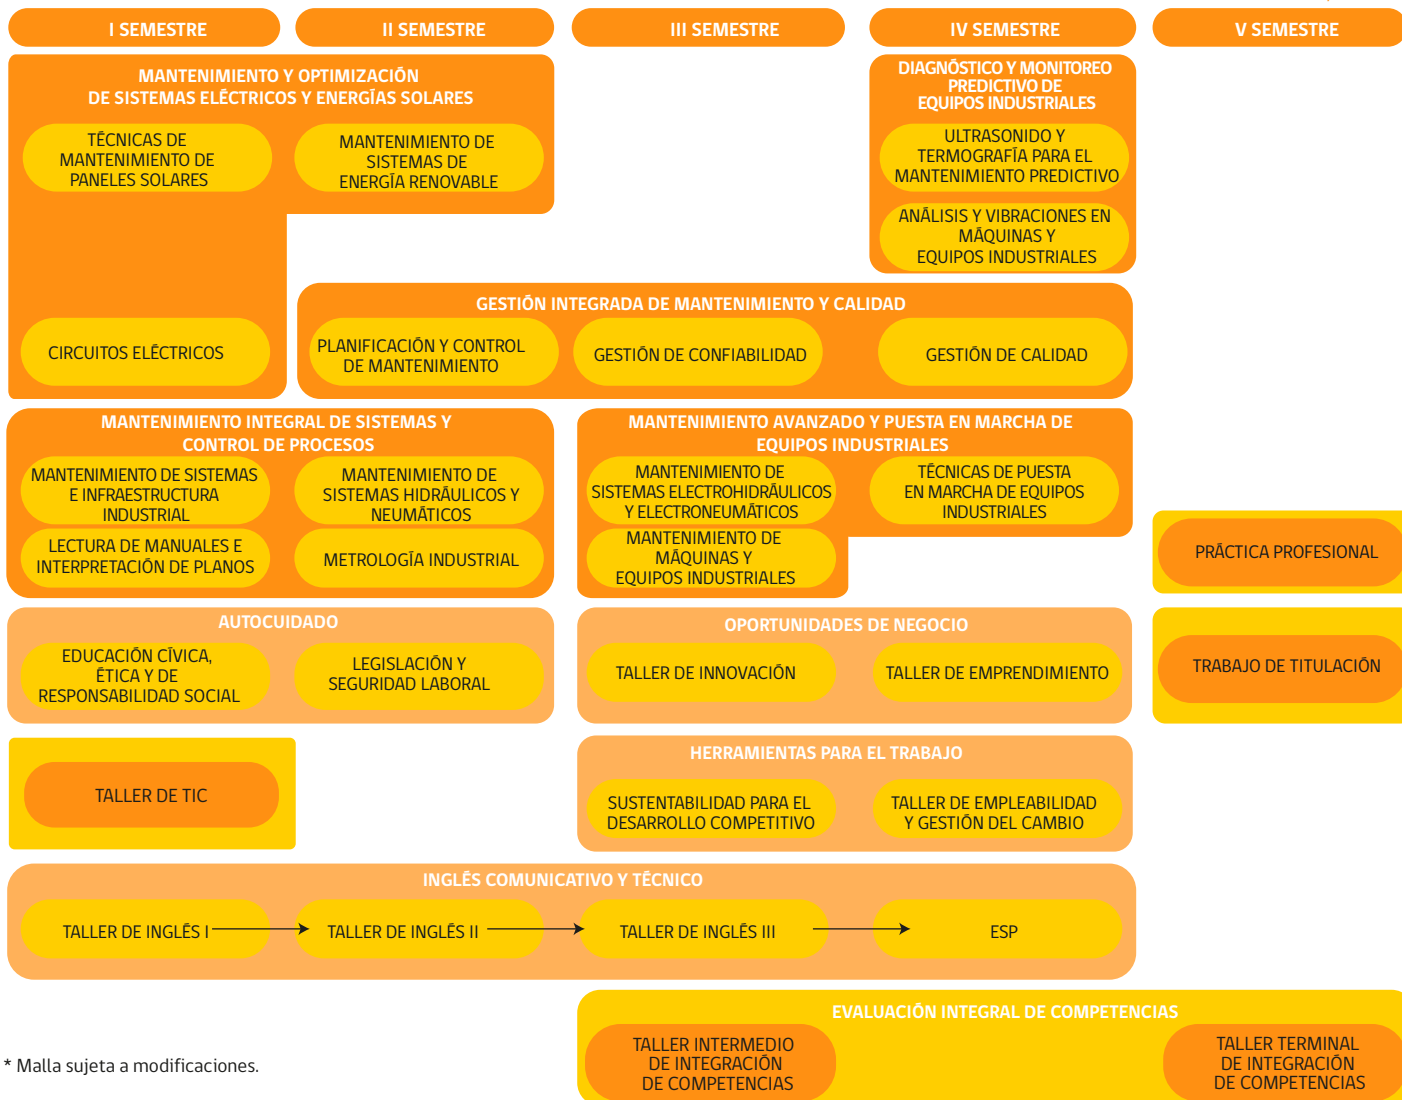 I SEMESTRE
II SEMESTRE
III SEMESTRE
IV SEMESTRE
V SEMESTRE
MANTENIMIENTO Y OPTIMIZACIÓN
DE SISTEMAS ELÉCTRICOS Y ENERGÍAS SOLARES
TÉCNICAS DE
MANTENIMIENTO DE
PANELES SOLARES
MANTENIMIENTO DE
SISTEMAS DE
ENERGÍA RENOVABLE
CIRCUITOS ELÉCTRICOS
DIAGNÓSTICO Y MONITOREO
PREDICTIVO DE
EQUIPOS INDUSTRIALES
ULTRASONIDO Y
TERMOGRAFÍA PARA EL
MANTENIMIENTO PREDICTIVO
ANÁLISIS Y VIBRACIONES EN
MÁQUINAS Y
EQUIPOS INDUSTRIALES
GESTIÓN INTEGRADA DE MANTENIMIENTO Y CALIDAD
PLANIFICACIÓN Y CONTROL
DE MANTENIMIENTO
GESTIÓN DE CONFIABILIDAD
GESTIÓN DE CALIDAD
MANTENIMIENTO INTEGRAL DE SISTEMAS Y
CONTROL DE PROCESOS
MANTENIMIENTO DE SISTEMAS
E INFRAESTRUCTURA
INDUSTRIAL
MANTENIMIENTO DE
SISTEMAS HIDRÁULICOS Y
NEUMÁTICOS
LECTURA DE MANUALES E
INTERPRETACIÓN DE PLANOS
METROLOGÍA INDUSTRIAL
MANTENIMIENTO AVANZADO Y PUESTA EN MARCHA DE
EQUIPOS INDUSTRIALES
MANTENIMIENTO DE
SISTEMAS ELECTROHIDRÁULICOS
Y ELECTRONEUMÁTICOS
TÉCNICAS DE PUESTA
EN MARCHA DE EQUIPOS
INDUSTRIALES
MANTENIMIENTO DE
MÁQUINAS Y
EQUIPOS INDUSTRIALES
PRÁCTICA PROFESIONAL
AUTOCUIDADO
EDUCACIÓN CÍVICA,
ÉTICA Y DE
RESPONSABILIDAD SOCIAL
LEGISLACIÓN Y
SEGURIDAD LABORAL
OPORTUNIDADES DE NEGOCIO
TALLER DE INNOVACIÓN
TALLER DE EMPRENDIMIENTO
TRABAJO DE TITULACIÓN
TALLER DE TIC
HERRAMIENTAS PARA EL TRABAJO
SUSTENTABILIDAD PARA EL
DESARROLLO COMPETITIVO
TALLER DE EMPLEABILIDAD
Y GESTIÓN DEL CAMBIO
INGLÉS COMUNICATIVO Y TÉCNICO
TALLER DE INGLÉS I
TALLER DE INGLÉS II
TALLER DE INGLÉS III
ESP
EVALUACIÓN INTEGRAL DE COMPETENCIAS
TALLER INTERMEDIO
DE INTEGRACIÓN
DE COMPETENCIAS
TALLER TERMINAL
DE INTEGRACIÓN
DE COMPETENCIAS
* Malla sujeta a modificaciones.